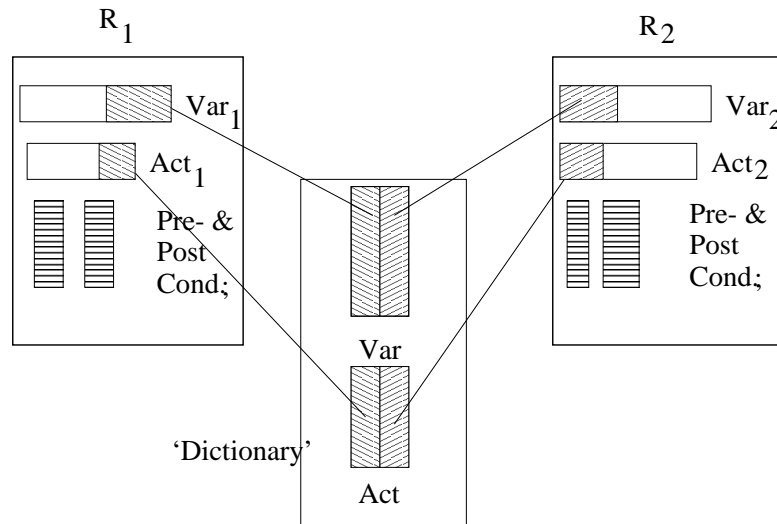 R1
R2
Var1
Var2
Act1
Act2
Pre- &
Post
Cond.;
Pre- &
Post
Cond.;
Var
‘Dictionary’
Act